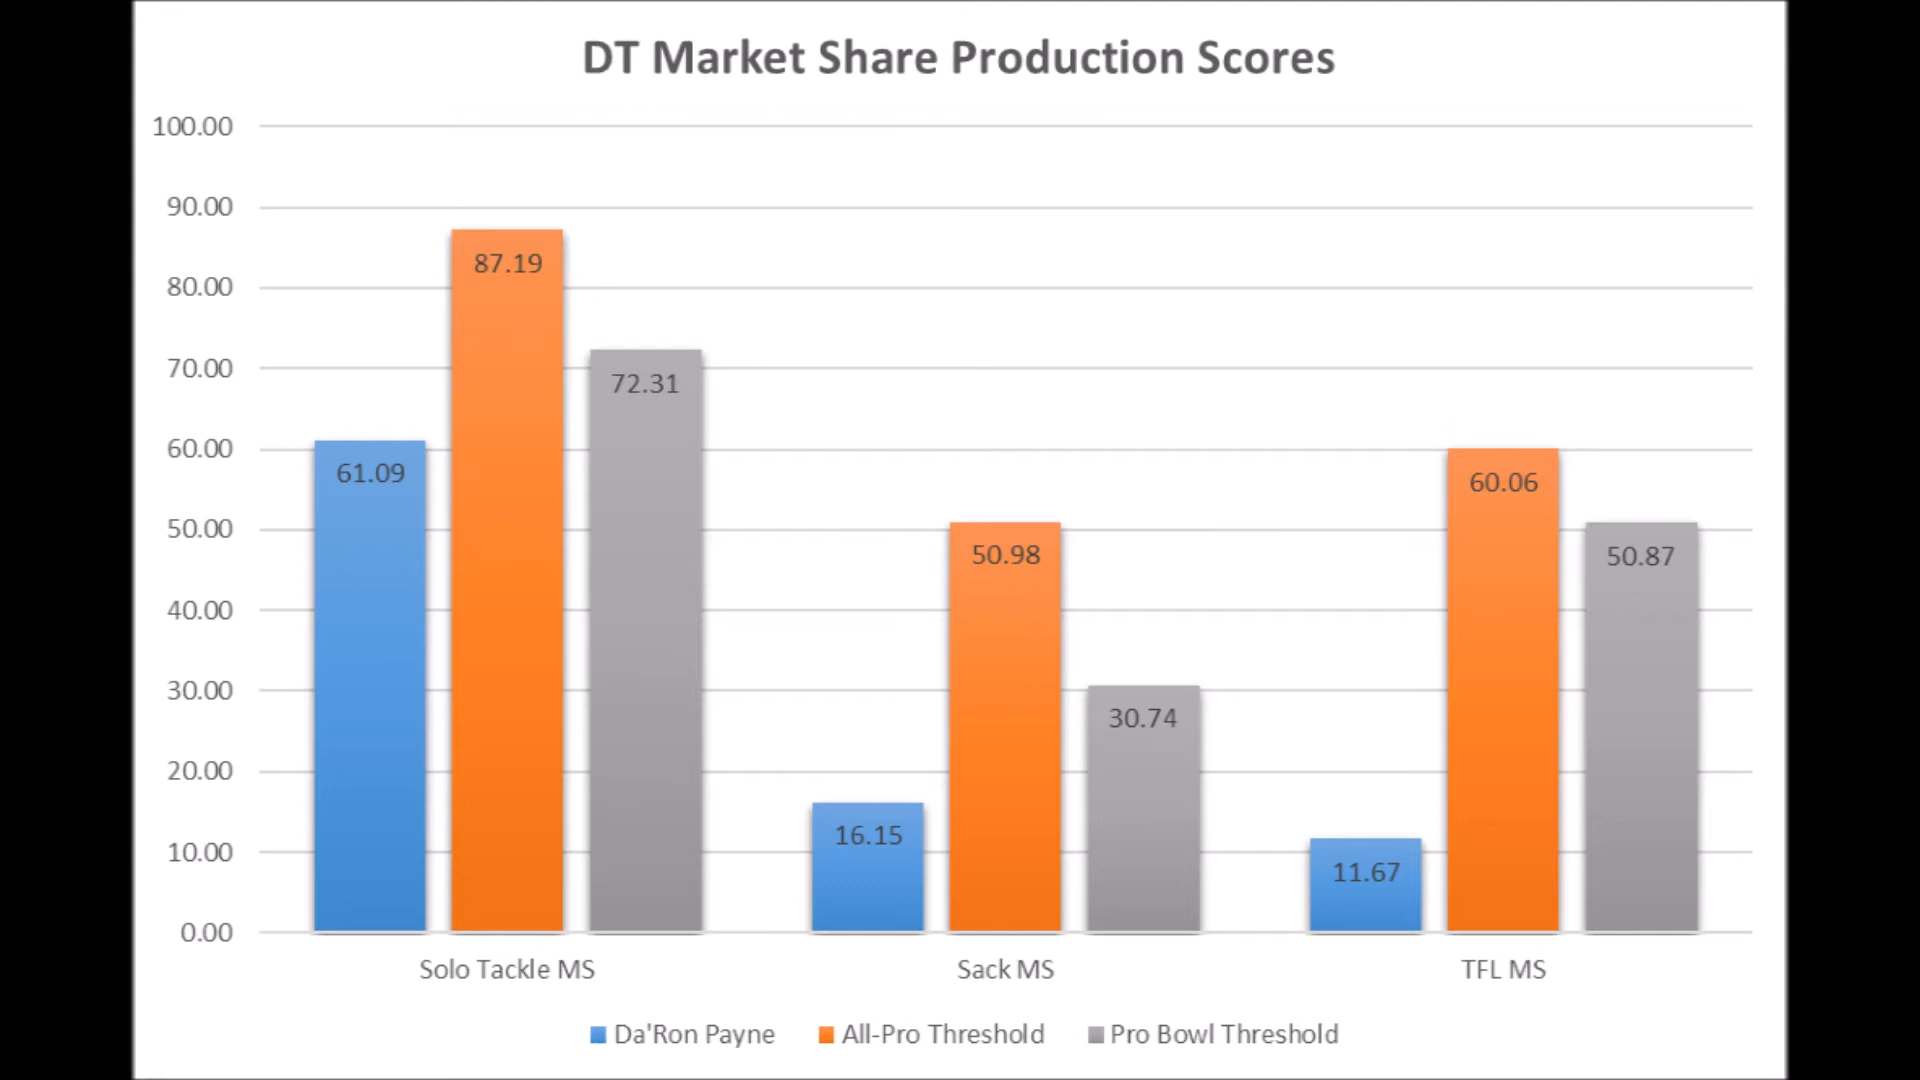 DT Market Share Production Scores
100.00
90.00
80.00
70.00
60.00
50.00
40.00
30.00
20.00
10.00
0.00
61.09
87.19
72.31
16.15
50.98
30.74
11.67
60.06
50.87
Solo Tackle MS
Sack MS
TFL MS
Da'Ron Payne
All-Pro Threshold
Pro Bowl Threshold